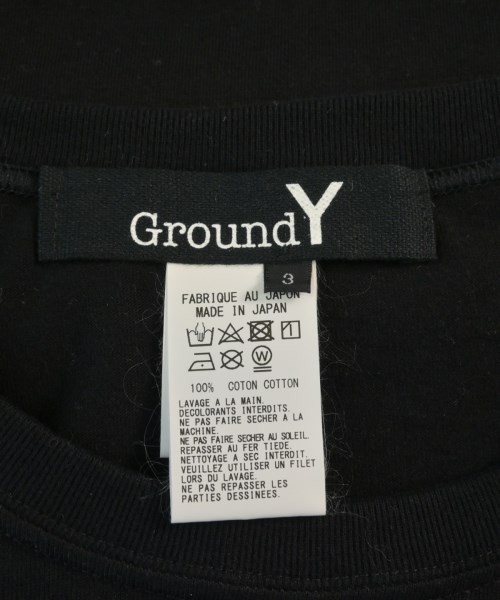 Ground Y
3
FABRIQUE AU JAPON
MADE IN JAPAN
W
100% COTON COTTON
LAVAGE A LA MAIN.
DECOLORANTS INTERDITS.
NE PAS FAIRE SECHER A LA
MACHINE.
NE PAS FAIRE SECHER AU SOLEIL.
REPASSER AU FER TIEDE.
NETTOYAGE A SEC INTERDIT.
VEUILLEZ UTILISER UN FILET
LORS DU LAVAGE.
NE PAS REPASSER LES
PARTIES DESSINEES.